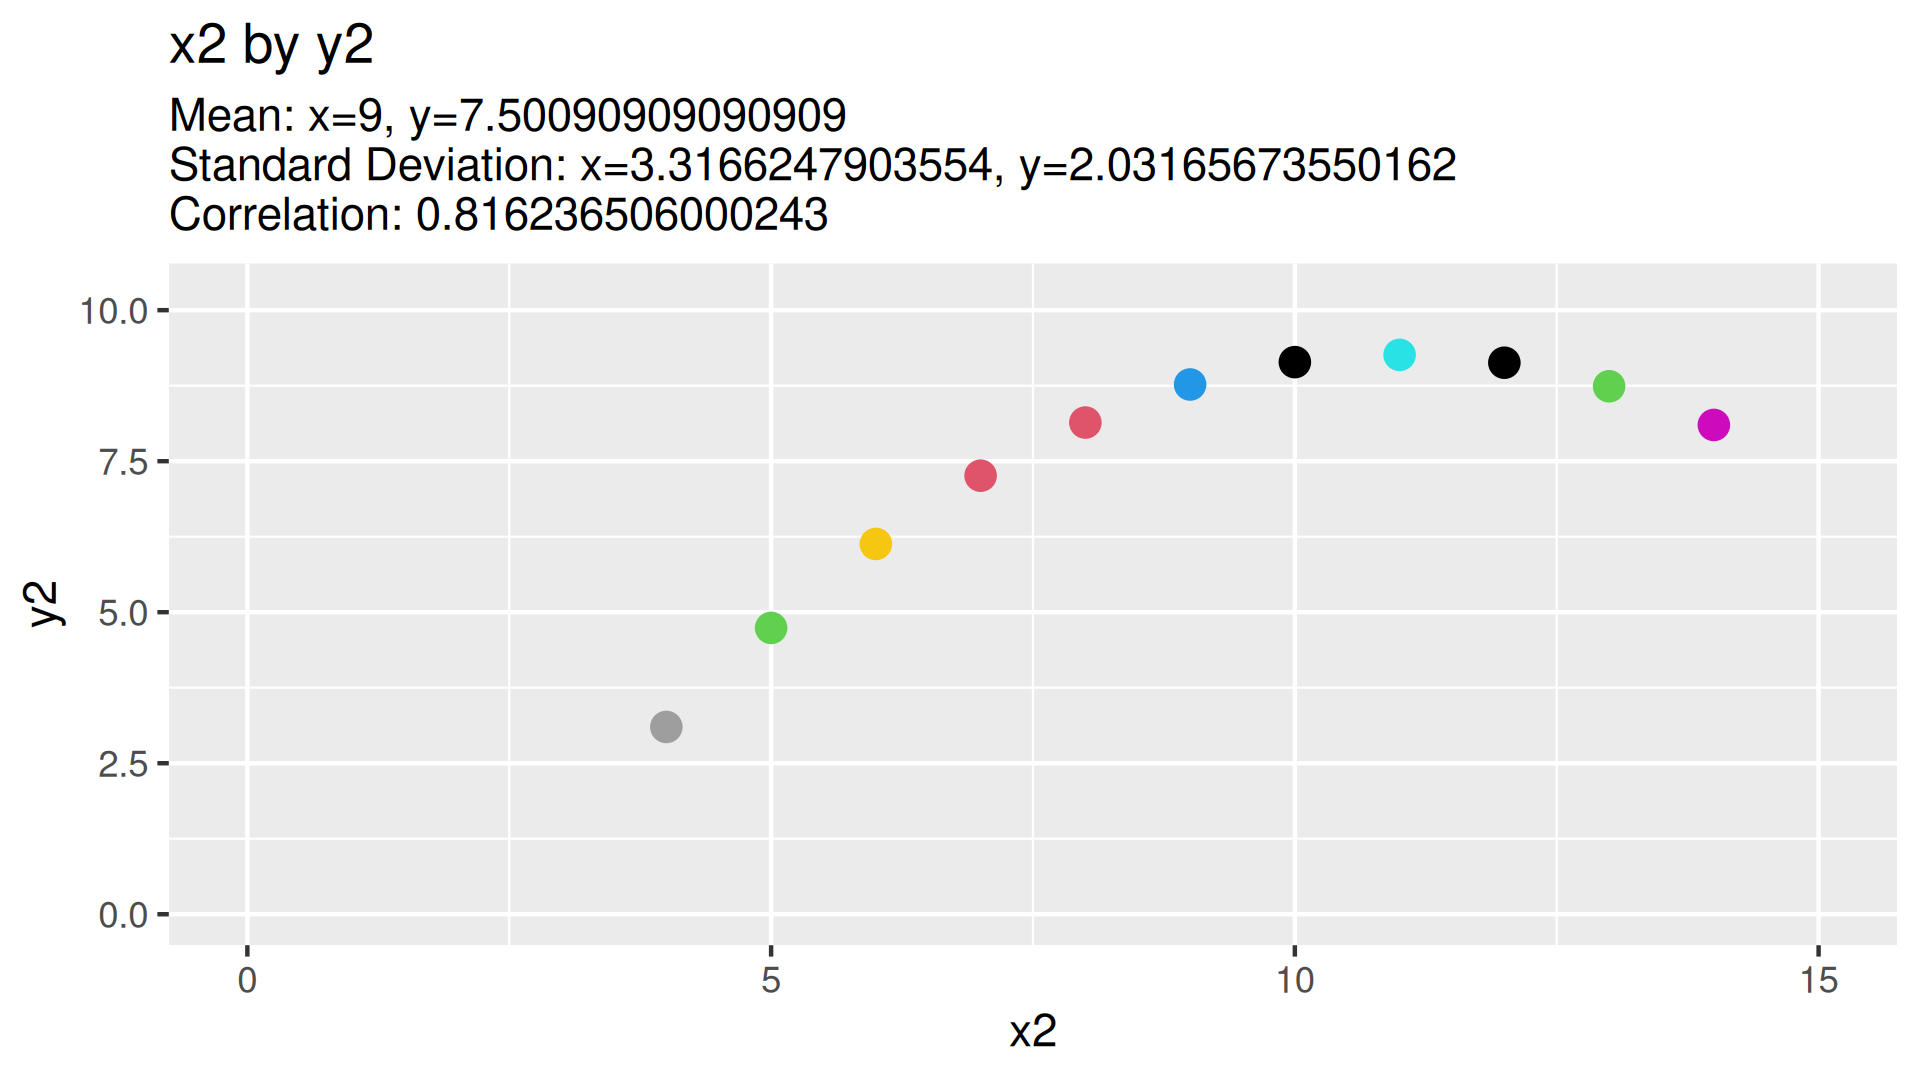 x2 by y2
Mean: x=9, y=7.50090909090909
Standard Deviation: x=3.3166247903554, y=2.03165673550162
Correlation: 0.816236506000243
10.0
7.5
5.0
2.5
0.0
y2
0 5 10 15
x2